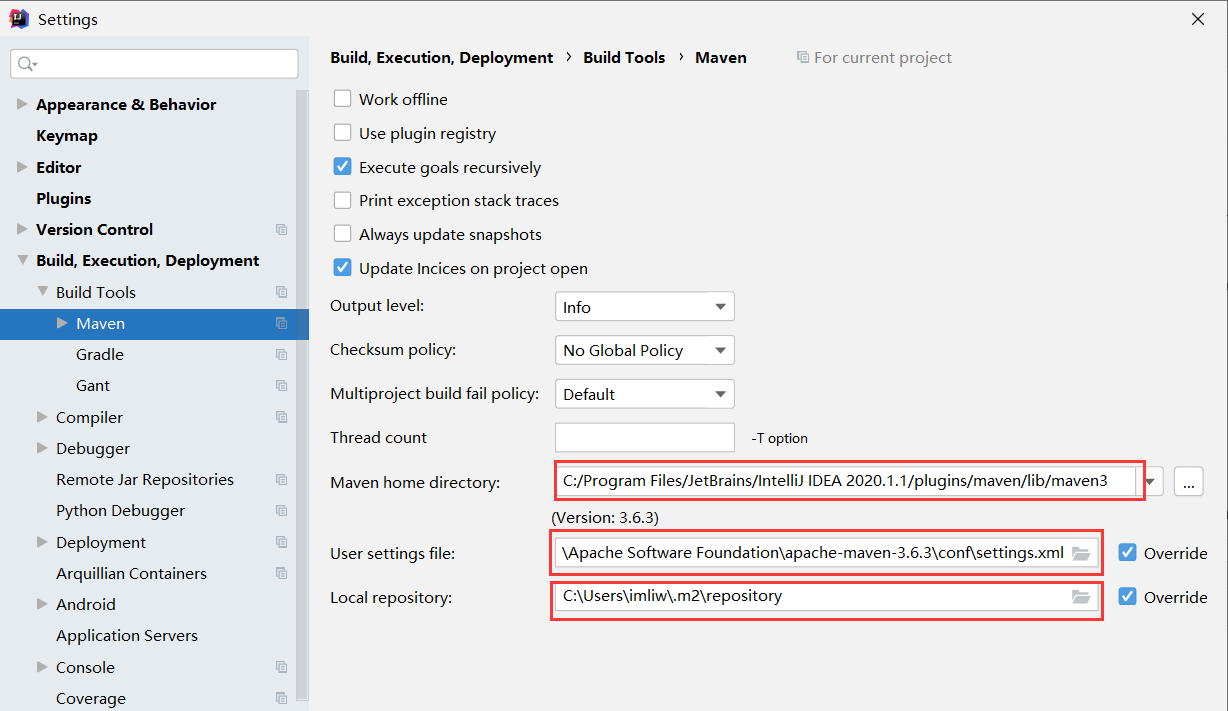 Settings
Build, Execution, Deployment › Build Tools › Maven For current project
Appearance & Behavior
Keymap
Editor
Plugins
Version Control
Build, Execution, Deployment
Build Tools
Maven
Gradle
Gant
Compiler
Debugger
Remote Jar Repositories
Python Debugger
Deployment
Arquillian Containers
Android
Application Servers
Console
Coverage
Work offline
Use plugin registry
Execute goals recursively
Print exception stack traces
Always update snapshots
Update Incices on project open
Output level: Info
Checksum policy: No Global Policy
Multiproject build fail policy: Default
Thread count -T option
Maven home directory: C:/Program Files/JetBrains/IntelliJ IDEA 2020.1.1/plugins/maven/lib/maven3 ...
(Version: 3.6.3)
User settings file: \Apache Software Foundation\apache-maven-3.6.3\conf\settings.xml Override
Local repository: C:\Users\imliw\.m2\repository Override